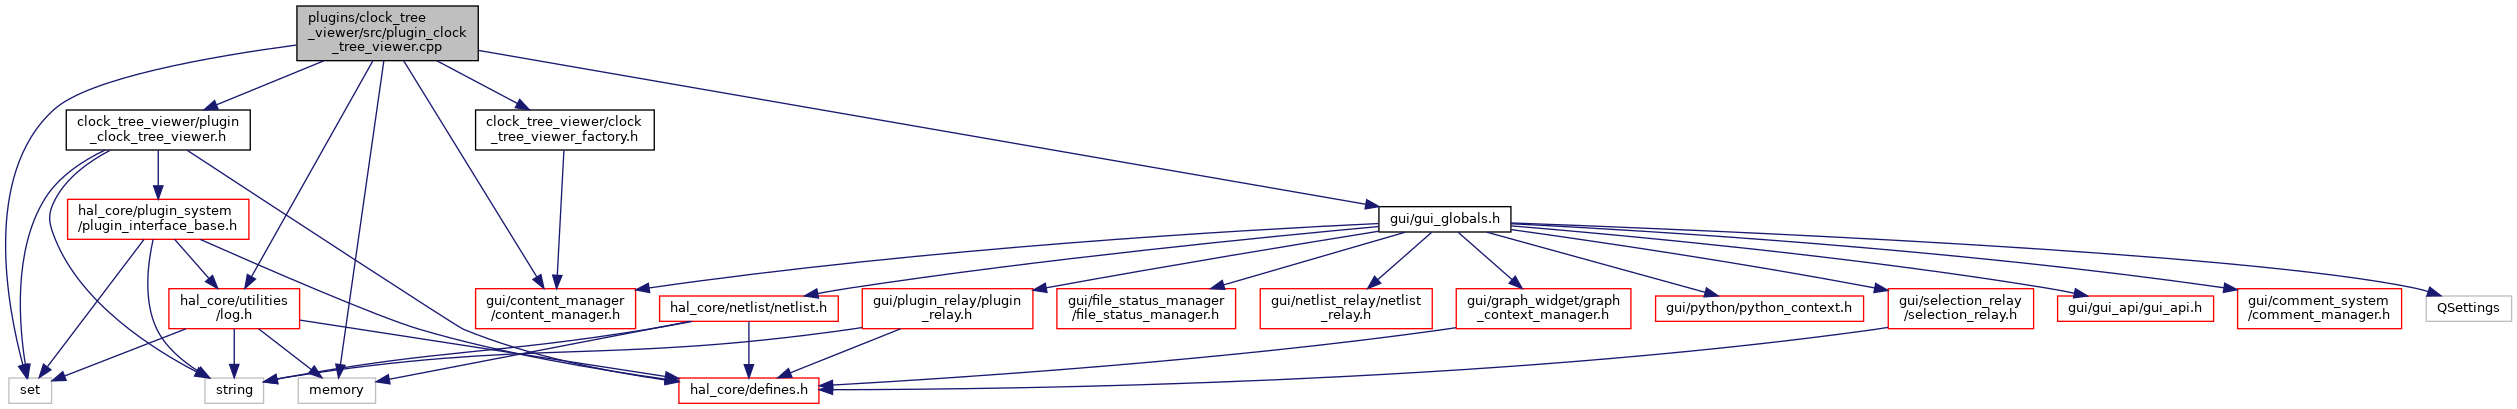 plugins/clock_tree
_viewer/src/plugin_clock
_tree_viewer.cpp
clock_tree_viewer/plugin
_clock_tree_viewer.h
clock_tree_viewer/clock
_tree_viewer_factory.h
hal_core/plugin_system
/plugin_interface_base.h
gui/gui_globals.h
hal_core/utilities
/log.h
gui/content_manager
/content_manager.h
hal_core/netlist/netlist.h
gui/plugin_relay/plugin
_relay.h
gui/file_status_manager
/file_status_manager.h
gui/netlist_relay/netlist
_relay.h
gui/graph_widget/graph
_context_manager.h
gui/python/python_context.h
gui/selection_relay
/selection_relay.h
gui/gui_api/gui_api.h
gui/comment_system
/comment_manager.h
QSettings
set
string
memory
hal_core/defines.h